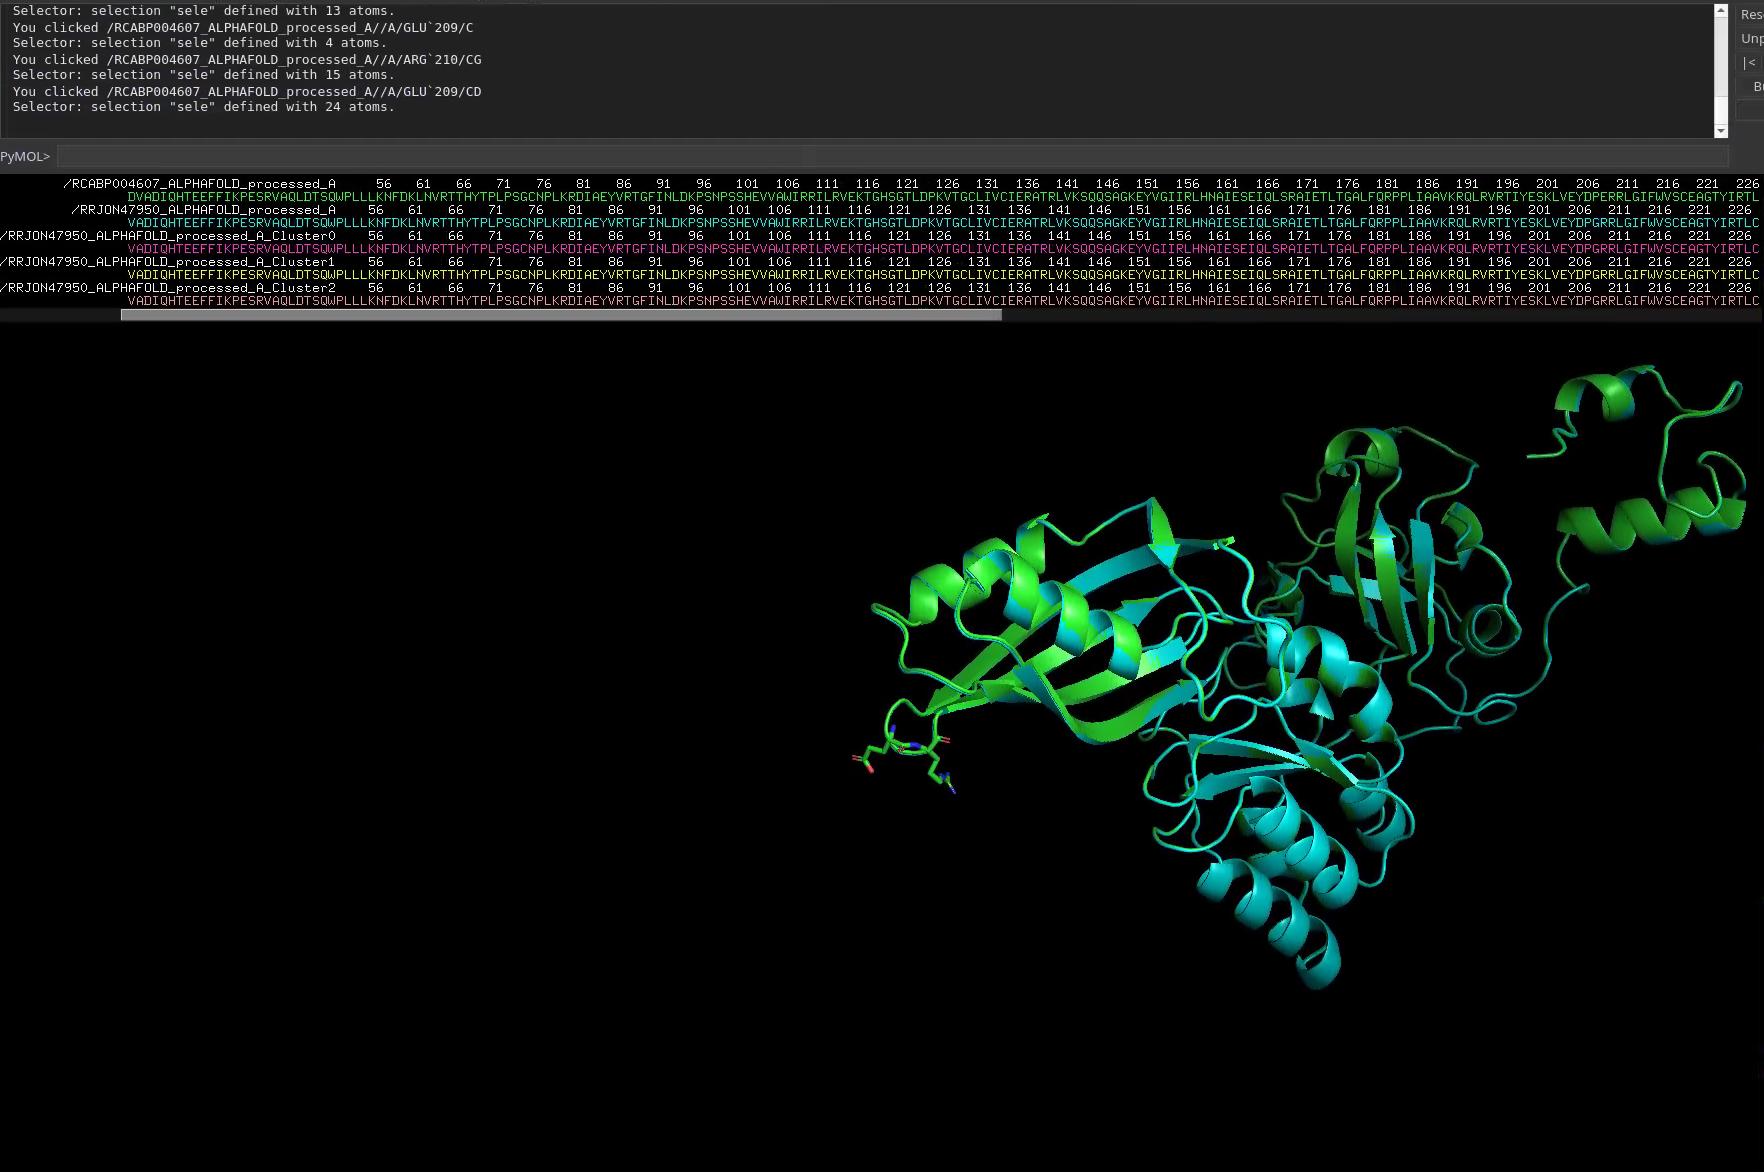 Selector: selection "sele" defined with 13 atoms.
You clicked /RCABP004607_ALPHAFOLD_processed_A//A/GLU`209/C
Selector: selection "sele" defined with 4 atoms.
You clicked /RCABP004607_ALPHAFOLD_processed_A//A/ARG`210/CG
Selector: selection "sele" defined with 15 atoms.
You clicked /RCABP004607_ALPHAFOLD_processed_A//A/GLU`209/CD
Selector: selection "sele" defined with 24 atoms.
|<
PyMOL>
/RCABP004607_ALPHAFOLD_processed_A 56 61 66 71 76 81 86 91 96 101 106 111 116 121 126 131 136 141 146 151 156 161 166 171 176 181 186 191 196 201 206 211 216 221 226
DVADIQHTEEFFIKPESRVAQLDTSQWPLLLKNFDKLNVRTTHYTPLPSGCNPLKRDIAEYVRTGFINLDKPSNPSSHEVVAWIRRILRVEKTGHSGTLDPKVTGCLIVCIERATRLVKSQQSAGKEYVGIIRLHNAIESEIQLSRAIETLTGALFQRPPLIAAVKRQLRVRTIYESKLVEYDPERRLGIFWVSCEAGTYIRTLC
/RRJON47950_ALPHAFOLD_processed_A 56 61 66 71 76 81 86 91 96 101 106 111 116 121 126 131 136 141 146 151 156 161 166 171 176 181 186 191 196 201 206 211 216 221 226
VADIQHTEEFFIKPESRVAQLDTSQWPLLLKNFDKLNVRTTHYTPLPSGCNPLKRDIAEYVRTGFINLDKPSNPSSHEVVAWIRRILRVEKTGHSGTLDPKVTGCLIVCIERATRLVKSQQSAGKEYVGIIRLHNAIESEIQLSRAIETLTGALFQRPPLIAAVKRQLRVRTIYESKLVEYDPGRRLGIFWVSCEAGTYIRTLC
/RRJON47950_ALPHAFOLD_processed_A_Cluster0 56 61 66 71 76 81 86 91 96 101 106 111 116 121 126 131 136 141 146 151 156 161 166 171 176 181 186 191 196 201 206 211 216 221 226
VADIQHTEEFFIKPESRVAQLDTSQWPLLLKNFDKLNVRTTHYTPLPSGCNPLKRDIAEYVRTGFINLDKPSNPSSHEVVAWIRRILRVEKTGHSGTLDPKVTGCLIVCIERATRLVKSQQSAGKEYVGIIRLHNAIESEIQLSRAIETLTGALFQRPPLIAAVKRQLRVRTIYESKLVEYDPGRRLGIFWVSCEAGTYIRTLC
/RRJON47950_ALPHAFOLD_processed_A_Cluster1 56 61 66 71 76 81 86 91 96 101 106 111 116 121 126 131 136 141 146 151 156 161 166 171 176 181 186 191 196 201 206 211 216 221 226
VADIQHTEEFFIKPESRVAQLDTSQWPLLLKNFDKLNVRTTHYTPLPSGCNPLKRDIAEYVRTGFINLDKPSNPSSHEVVAWIRRILRVEKTGHSGTLDPKVTGCLIVCIERATRLVKSQQSAGKEYVGIIRLHNAIESEIQLSRAIETLTGALFQRPPLIAAVKRQLRVRTIYESKLVEYDPGRRLGIFWVSCEAGTYIRTLC
/RRJON47950_ALPHAFOLD_processed_A_Cluster2 56 61 66 71 76 81 86 91 96 101 106 111 116 121 126 131 136 141 146 151 156 161 166 171 176 181 186 191 196 201 206 211 216 221 226
VADIQHTEEFFIKPESRVAQLDTSQWPLLLKNFDKLNVRTTHYTPLPSGCNPLKRDIAEYVRTGFINLDKPSNPSSHEVVAWIRRILRVEKTGHSGTLDPKVTGCLIVCIERATRLVKSQQSAGKEYVGIIRLHNAIESEIQLSRAIETLTGALFQRPPLIAAVKRQLRVRTIYESKLVEYDPGRRLGIFWVSCEAGTYIRTLC